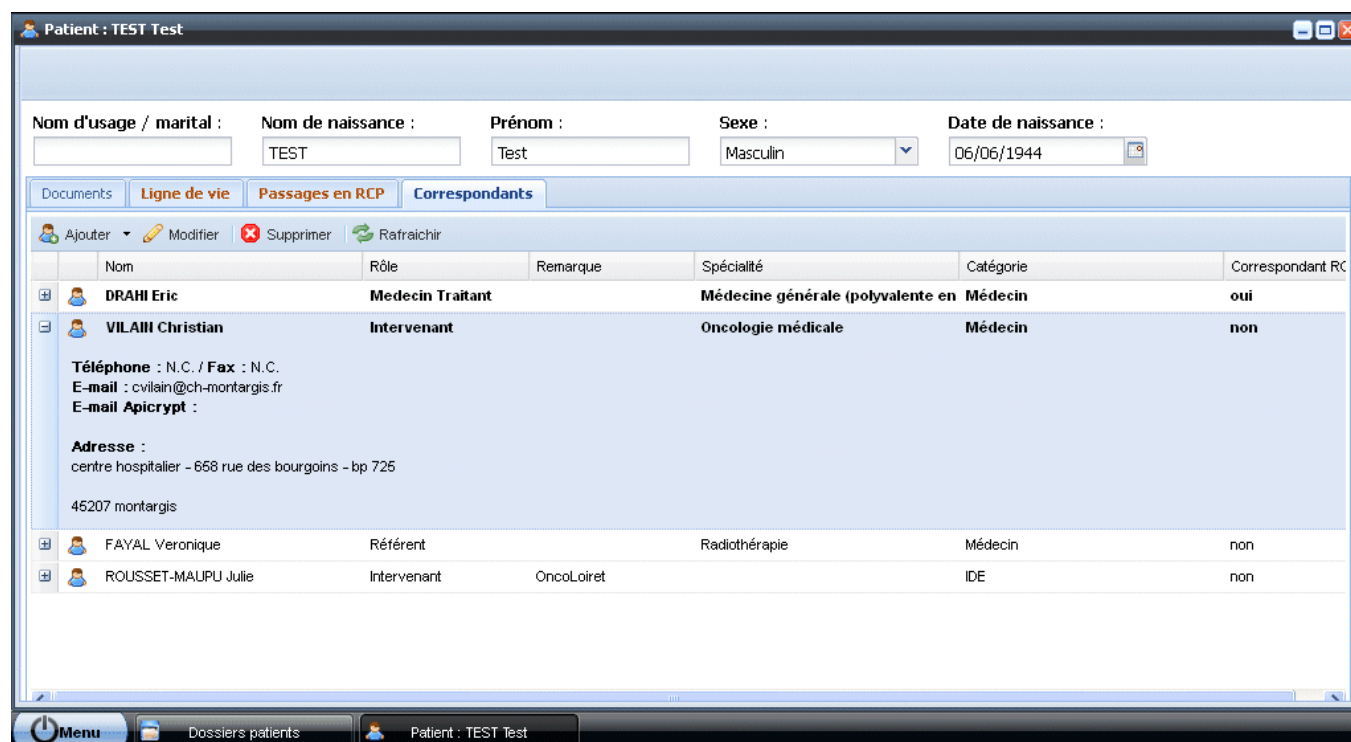 Patient : TEST Test
Nom d'usage / marital : Nom de naissance : Prénom : Sexe : Date de naissance :
TEST Test Masculin 06/06/1944
Documents Ligne de vie Passages en RCP Correspondants
Ajouter Modifier Supprimer Rafraichir
Nom Rôle Remarque Spécialité Catégorie Correspondant RC
DRAHI Eric Medecin Traitant Médecine générale (polyvalente en Médecin oui
VILAIN Christian Intervenant Oncologie médicale Médecin non
Téléphone : N.C. / Fax : N.C.
E-mail : cvilain@ch-montargis.fr
E-mail Apicrypt :
Adresse :
centre hospitalier - 658 rue des bourgoins - bp 725
45207 montargis
FAYAL Veronique Référent Radiothérapie Médecin non
ROUSSET-MAUPU Julie Intervenant OncoLoiret IDE non
Menu Dossiers patients Patient : TEST Test